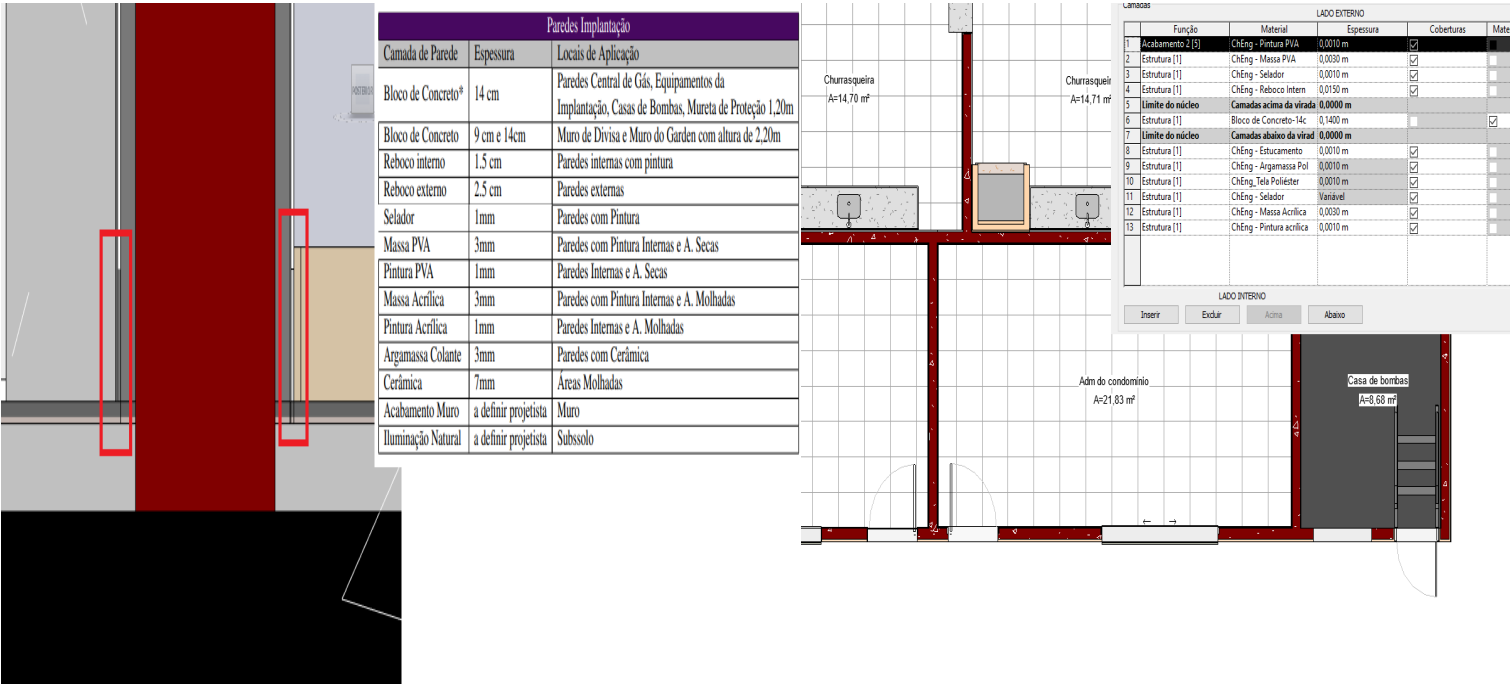 POSTERIOR
Paredes Implantação
Camada de Parede Espessura Locais de Aplicação
Bloco de Concreto* 14 cm Paredes Central de Gás, Equipamentos da
Implantação, Casas de Bombas, Mureta de Proteção 1,20m
Bloco de Concreto 9 cm e 14cm Muro de Divisa e Muro do Garden com altura de 2,20m
Reboco interno 1.5 cm Paredes internas com pintura
Reboco externo 2.5 cm Paredes externas
Selador 1mm Paredes com Pintura
Massa PVA 3mm Paredes com Pintura Internas e A. Secas
Pintura PVA 1mm Paredes Internas e A. Secas
Massa Acrílica 3mm Paredes com Pintura Internas e A. Molhadas
Pintura Acrílica 1mm Paredes Internas e A. Molhadas
Argamassa Colante 3mm Paredes com Cerâmica
Cerâmica 7mm Áreas Molhadas
Acabamento Muro a definir projetista Muro
Iluminação Natural a definir projetista Subssolo
Churrasqueira
A=14,70 m²
Churrasqueir
A=14,71 m²
Adm do condomínio
A=21,83 m²
Casa de bombas
A=8,68 m²
Camadas
LADO EXTERNO
Função Material Espessura Coberturas Mate
1 Acabamento 2 [5] ChEng - Pintura PVA 0,0010 m
2 Estrutura [1] ChEng - Massa PVA 0,0030 m
3 Estrutura [1] ChEng - Selador 0,0010 m
4 Estrutura [1] ChEng - Reboco Intern 0,0150 m
5 Limite do núcleo Camadas acima da virada 0,0000 m
6 Estrutura [1] Bloco de Concreto-14c 0,1400 m
7 Limite do núcleo Camadas abaixo da virad 0,0000 m
8 Estrutura [1] ChEng - Estucamento 0,0010 m
9 Estrutura [1] ChEng - Argamassa Pol 0,0010 m
10 Estrutura [1] ChEng_Tela Poliéster 0,0010 m
11 Estrutura [1] ChEng - Selador Variável
12 Estrutura [1] ChEng - Massa Acrílica 0,0030 m
13 Estrutura [1] ChEng - Pintura acrílica 0,0010 m
LADO INTERNO
Inserir Excluir Acima Abaixo